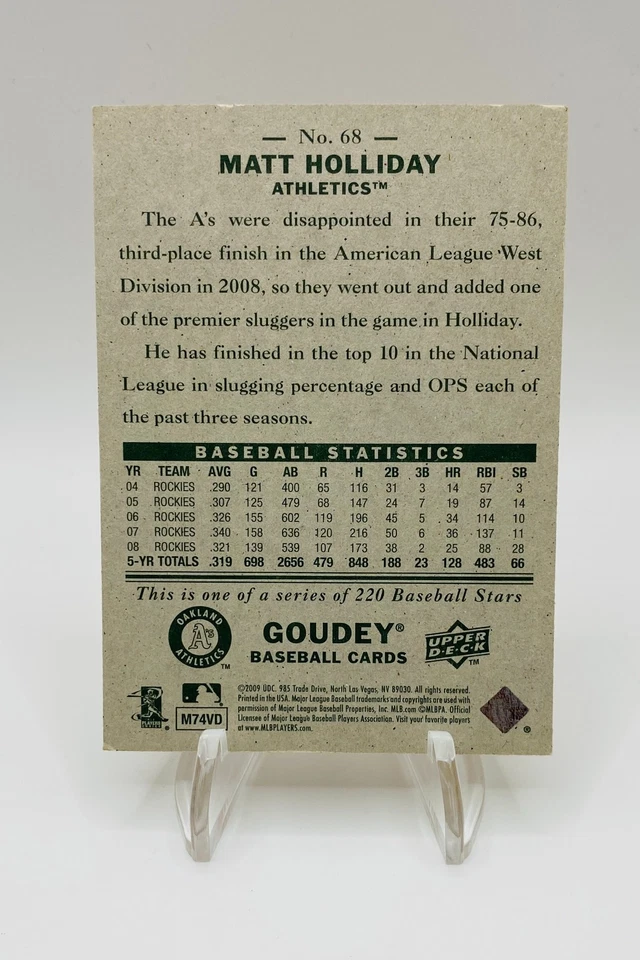 — No. 68 —
MATT HOLLIDAY
ATHLETICS™
The A's were disappointed in their 75-86,
third-place finish in the American League West
Division in 2008, so they went out and added one
of the premier sluggers in the game in Holliday.
He has finished in the top 10 in the National
League in slugging percentage and OPS each of
the past three seasons.
BASEBALL STATISTICS
YR TEAM AVG G AB R H 2B 3B HR RBI SB
04 ROCKIES .290 121 400 65 116 31 3 14 57 3
05 ROCKIES .307 125 479 68 147 24 7 19 87 14
06 ROCKIES .326 155 602 119 196 45 5 34 114 10
07 ROCKIES .340 158 636 120 216 50 6 36 137 11
08 ROCKIES .321 139 539 107 173 38 2 25 88 28
5-YR TOTALS .319 698 2656 479 848 188 23 128 483 66
This is one of a series of 220 Baseball Stars
OAKLAND
A's
ATHLETICS
™
GOUDEY®
BASEBALL CARDS
UPPER
D·E·C·K
™
M74VD
©2009 UDC. 985 Trade Drive, North Las Vegas, NV 89030. All rights reserved.
Printed in the USA. Major League Baseball trademarks and copyrights are used with
permission of Major League Baseball Properties, Inc. MLB.com ©MLBPA. Official
Licensee of Major League Baseball Players Association. Visit your favorite players
at www.MLBPLAYERS.com.
®